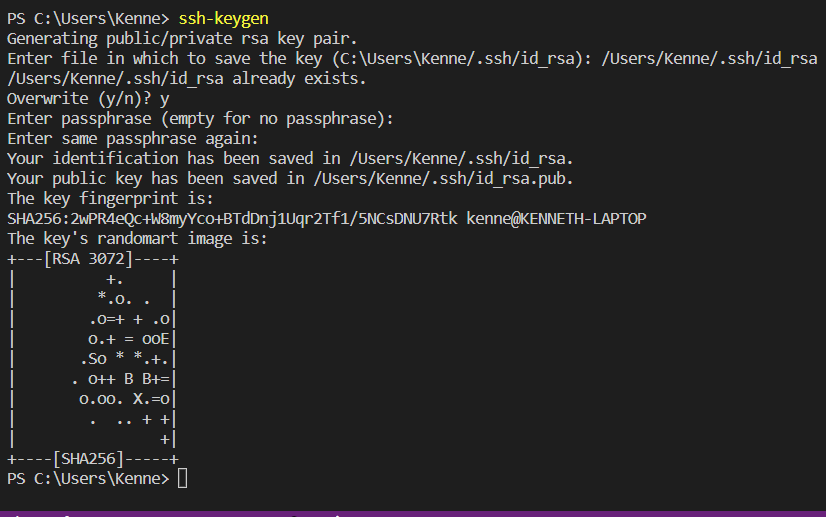 PS C:\Users\Kenne> ssh-keygen
Generating public/private rsa key pair.
Enter file in which to save the key (C:\Users\Kenne/.ssh/id_rsa): /Users/Kenne/.ssh/id_rsa
/Users/Kenne/.ssh/id_rsa already exists.
Overwrite (y/n)? y
Enter passphrase (empty for no passphrase):
Enter same passphrase again:
Your identification has been saved in /Users/Kenne/.ssh/id_rsa.
Your public key has been saved in /Users/Kenne/.ssh/id_rsa.pub.
The key fingerprint is:
SHA256:2wPR4eQc+W8myYco+BTdDnj1Uqr2Tf1/5NCsDNU7Rtk kenne@KENNETH-LAPTOP
The key's randomart image is:
+---[RSA 3072]----+
|          +.     |
|         *.o. .  |
|        .o=+ + .o|
|        o.+ = ooE|
|       .So * *.+.|
|      . o++ B B+=|
|       o.oo. X.=o|
|        .  .. + +|
|                +|
+----[SHA256]-----+
PS C:\Users\Kenne>